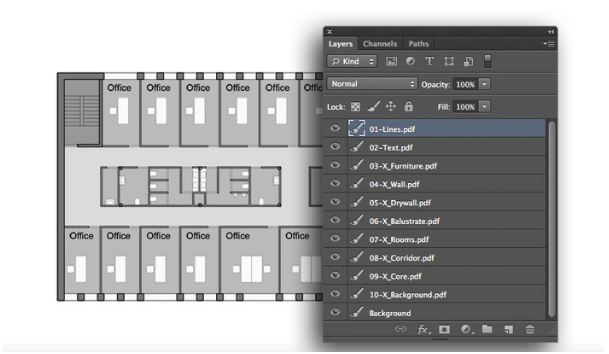 Layers Channels Paths
Kind
Normal Opacity: 100%
Lock: Fill: 100%
01-Lines.pdf
02-Text.pdf
03-X_Furniture.pdf
04-X_Wall.pdf
05-X_Drywall.pdf
06-X_Balustrate.pdf
07-X_Rooms.pdf
08-X_Corridor.pdf
09-X_Core.pdf
10-X_Background.pdf
Background
fx
Office Office Office Office Office Offic
Office Office Office Office Office Office